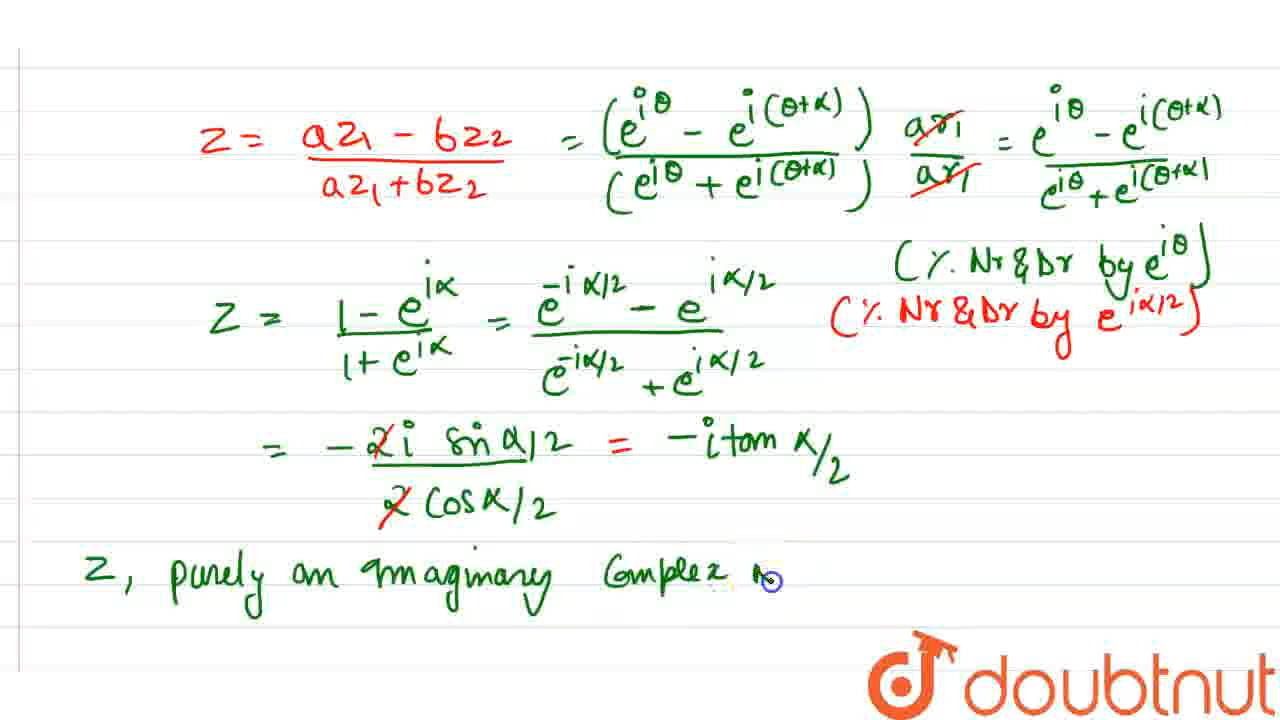 z = (az₁ - bz₂)/(az₁ + bz₂) = (e^{iθ} - e^{i(θ+α)})/(e^{iθ} + e^{i(θ+α)}) ar₁/ar₁ = (e^{iθ} - e^{i(θ+α)})/(e^{iθ} + e^{i(θ+α)})
(%. Nr & Dr by e^{iθ})
z = (1 - e^{iα})/(1 + e^{iα}) = (e^{-iα/2} - e^{iα/2})/(e^{-iα/2} + e^{iα/2}) (%. Nr & Dr by e^{iα/2})
= - 2i sin α/2 / 2 cos α/2 = -i tan α/2
z, purely an imaginary complex
doubtnut